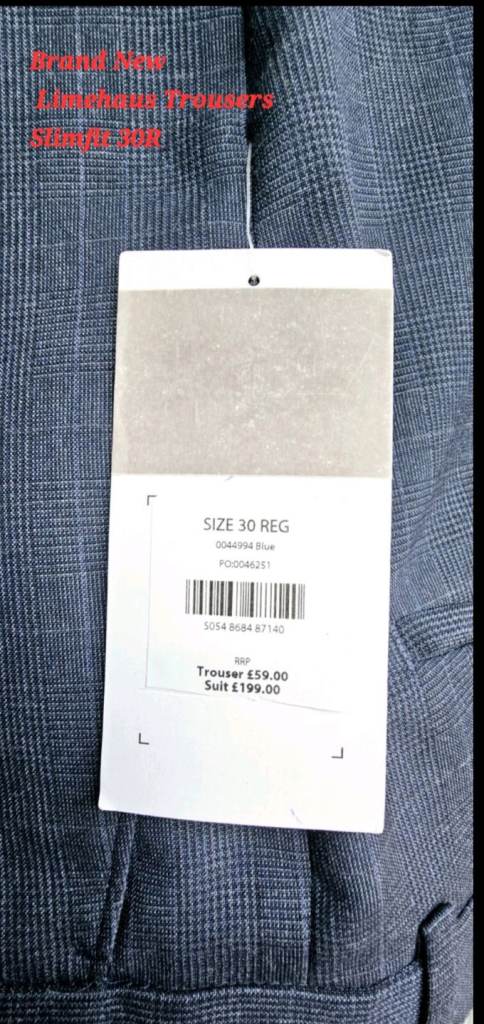 Brand New
Limehaus Trousers
Slimfit 30R
SIZE 30 REG
0044994 Blue
PO:0046251
5054 8684 87140
RRP
Trouser £59.00
Suit £199.00